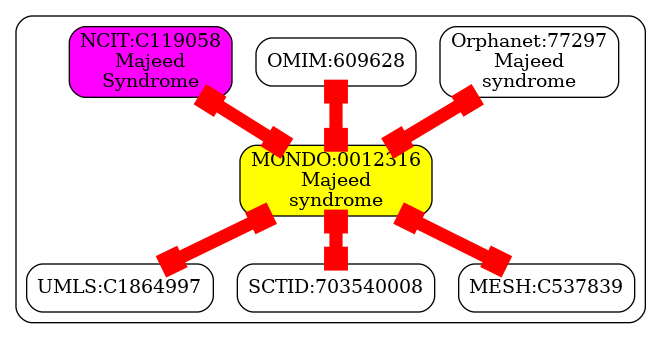 NCIT:C119058
Majeed
Syndrome
OMIM:609628
Orphanet:77297
Majeed
syndrome
MONDO:0012316
Majeed
syndrome
UMLS:C1864997
SCTID:703540008
MESH:C537839